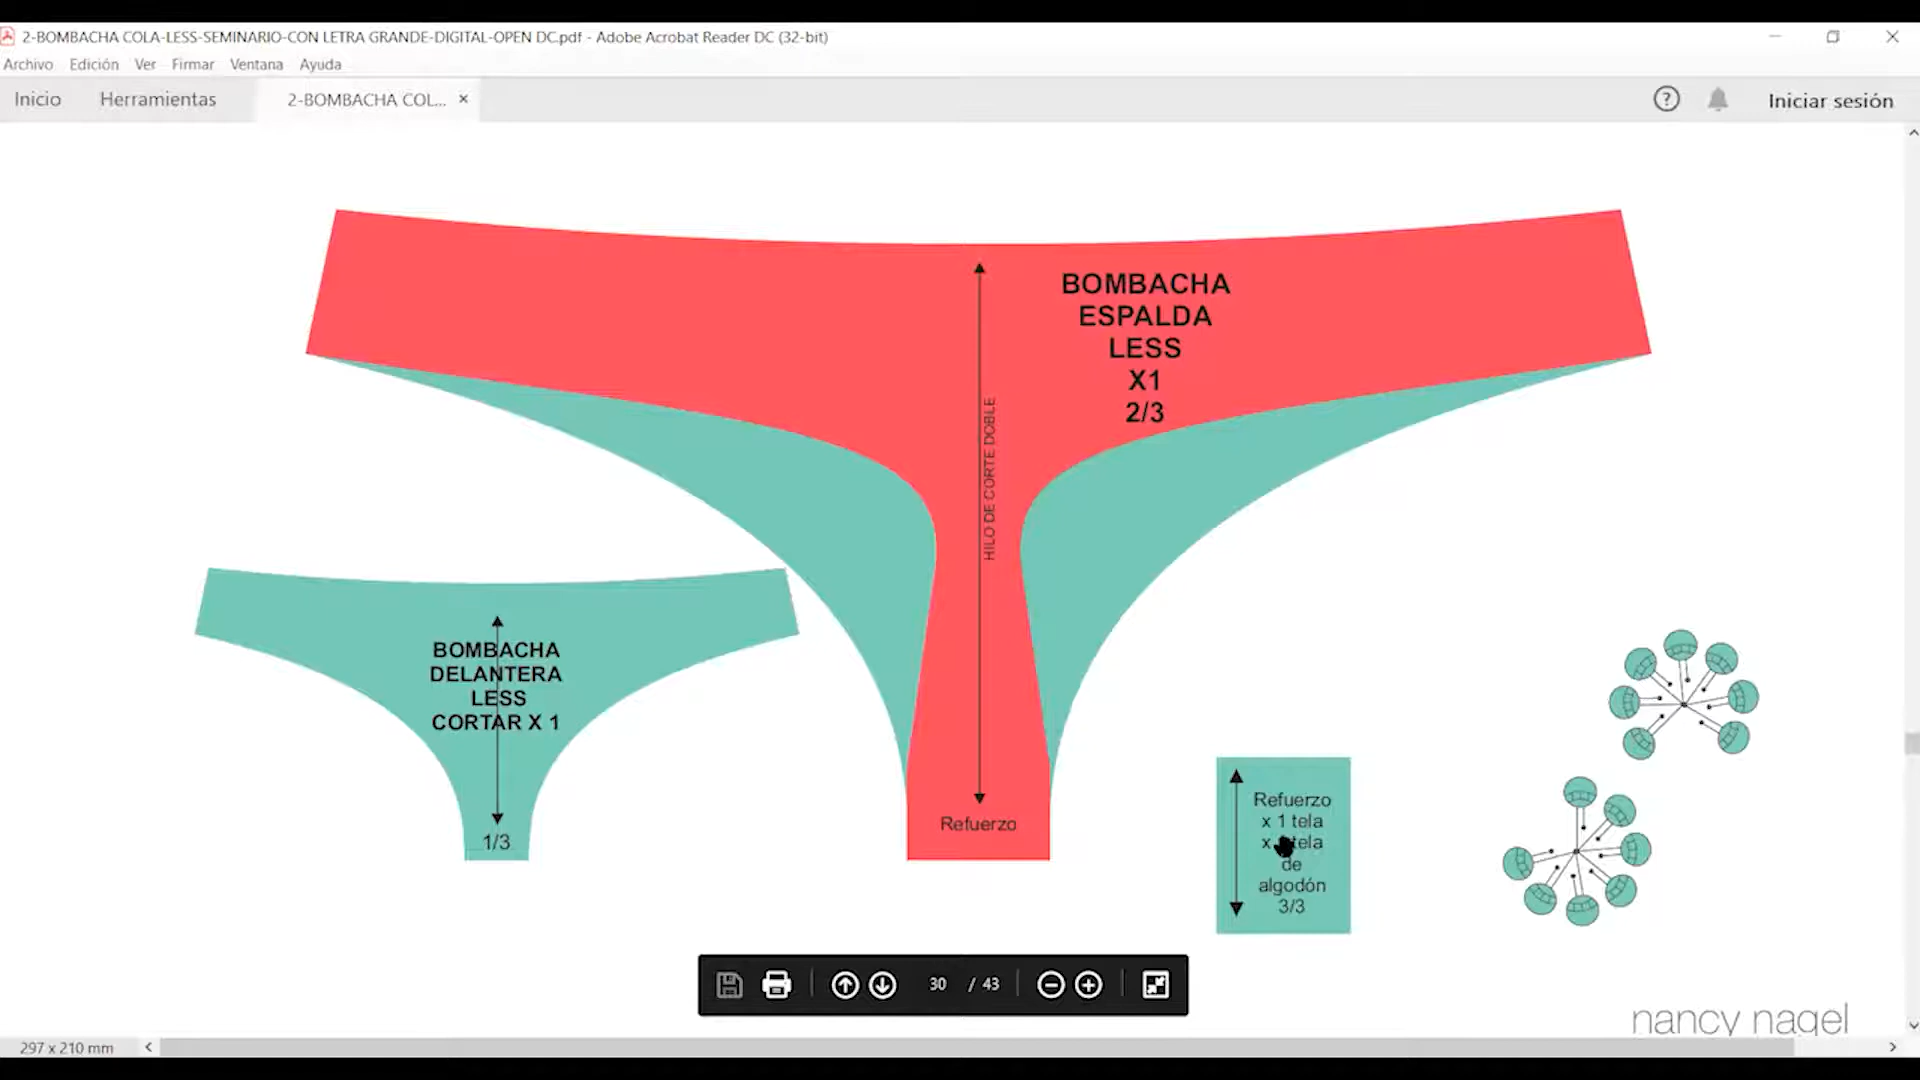 2-BOMBACHA COLA-LESS-SEMINARIO-CON LETRA GRANDE-DIGITAL-OPEN DC.pdf - Adobe Acrobat Reader DC (32-bit)
Archivo Edición Ver Firmar Ventana Ayuda
Inicio Herramientas 2-BOMBACHA COL... × ? Iniciar sesión
BOMBACHA
ESPALDA
LESS
X1
2/3
HILO DE CORTE DOBLE
Refuerzo
BOMBACHA
DELANTERA
LESS
CORTAR X 1
1/3
Refuerzo
x 1 tela
x tela
de
algodón
3/3
30 / 43
nancy nagel
297 x 210 mm